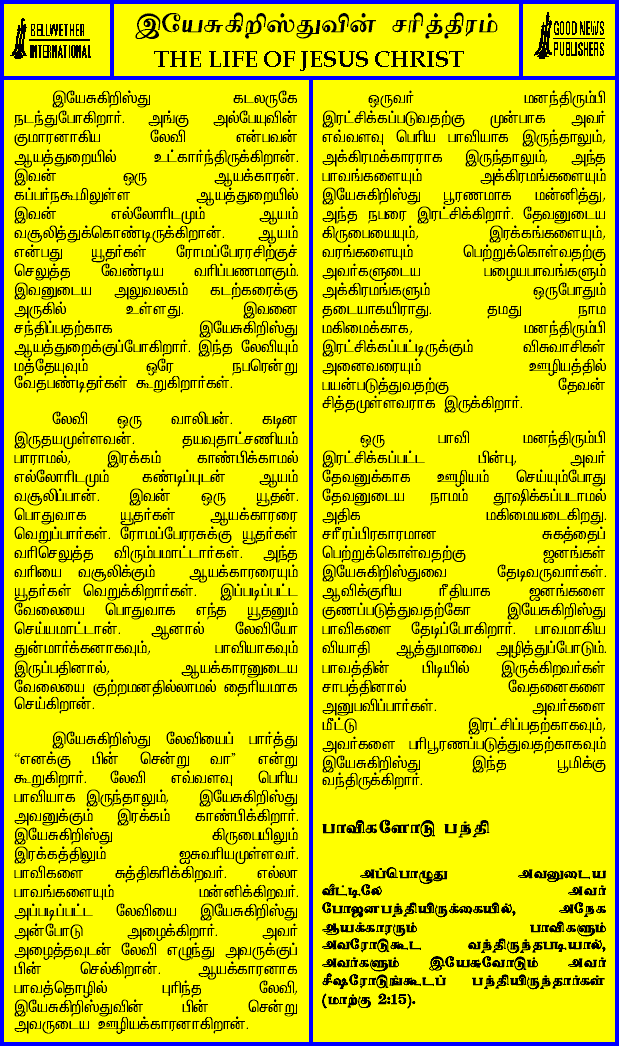 BELLWETHER
INTERNATIONAL
இயேசுகிறிஸ்துவின் சரித்திரம்
THE LIFE OF JESUS CHRIST
GOOD NEWS
PUBLISHERS
இயேசுகிறிஸ்து கடலருகே
நடந்துபோகிறார். அங்கு அல்பேயுவின்
குமாரனாகிய லேவி என்பவன்
ஆயத்துறையில் உட்கார்ந்திருக்கிறான்.
இவன் ஒரு ஆயக்காரன்.
கப்பர்நகூமிலுள்ள ஆயத்துறையில்
இவன் எல்லோரிடமும் ஆயம்
வசூலித்துக்கொண்டிருக்கிறான். ஆயம்
என்பது யூதர்கள் ரோமப்பேரரசிற்குச்
செலுத்த வேண்டிய வரிப்பணமாகும்.
இவனுடைய அலுவலகம் கடற்கரைக்கு
அருகில் உள்ளது. இவனை
சந்திப்பதற்காக இயேசுகிறிஸ்து
ஆயத்துறைக்குப்போகிறார். இந்த லேவியும்
மத்தேயுவும் ஒரே நபரென்று
வேதபண்டிதர்கள் கூறுகிறார்கள்.
லேவி ஒரு வாலிபன். கடின
இருதயமுள்ளவன். தயவுதாட்சணியம்
பாராமல், இரக்கம் காண்பிக்காமல்
எல்லோரிடமும் கண்டிப்புடன் ஆயம்
வசூலிப்பான். இவன் ஒரு யூதன்.
பொதுவாக யூதர்கள் ஆயக்காரரை
வெறுப்பார்கள். ரோமப்பேரரசுக்கு யூதர்கள்
வரிசெலுத்த விரும்பமாட்டார்கள். அந்த
வரியை வசூலிக்கும் ஆயக்காரரையும்
யூதர்கள் வெறுக்கிறார்கள். இப்படிப்பட்ட
வேலையை பொதுவாக எந்த யூதனும்
செய்யமாட்டான். ஆனால் லேவியோ
துன்மார்க்கனாகவும், பாவியாகவும்
இருப்பதினால், ஆயக்காரனுடைய
வேலையை குற்றமனதில்லாமல் தைரியமாக
செய்கிறான்.
இயேசுகிறிஸ்து லேவியைப் பார்த்து
“எனக்கு பின் சென்று வா” என்று
கூறுகிறார். லேவி எவ்வளவு பெரிய
பாவியாக இருந்தாலும், இயேசுகிறிஸ்து
அவனுக்கும் இரக்கம் காண்பிக்கிறார்.
இயேசுகிறிஸ்து கிருபையிலும்
இரக்கத்திலும் ஐசுவரியமுள்ளவர்.
பாவிகளை சுத்திகரிக்கிறவர். எல்லா
பாவங்களையும் மன்னிக்கிறவர்.
அப்படிப்பட்ட லேவியை இயேசுகிறிஸ்து
அன்போடு அழைக்கிறார். அவர்
அழைத்தவுடன் லேவி எழுந்து அவருக்குப்
பின் செல்கிறான். ஆயக்காரனாக
பாவத்தொழில் புரிந்த லேவி,
இயேசுகிறிஸ்துவின் பின் சென்று
அவருடைய ஊழியக்காரனாகிறான்.
ஒருவர் மனந்திரும்பி
இரட்சிக்கப்படுவதற்கு முன்பாக அவர்
எவ்வளவு பெரிய பாவியாக இருந்தாலும்,
அக்கிரமக்காரராக இருந்தாலும், அந்த
பாவங்களையும் அக்கிரமங்களையும்
இயேசுகிறிஸ்து பூரணமாக மன்னித்து,
அந்த நபரை இரட்சிக்கிறார். தேவனுடைய
கிருபையையும், இரக்கங்களையும்,
வரங்களையும் பெற்றுக்கொள்வதற்கு
அவர்களுடைய பழையபாவங்களும்
அக்கிரமங்களும் ஒருபோதும்
தடையாகயிராது. தமது நாம
மகிமைக்காக, மனந்திரும்பி
இரட்சிக்கப்பட்டிருக்கும் விசுவாசிகள்
அனைவரையும் ஊழியத்தில்
பயன்படுத்துவதற்கு தேவன்
சித்தமுள்ளவராக இருக்கிறார்.
ஒரு பாவி மனந்திரும்பி
இரட்சிக்கப்பட்ட பின்பு, அவர்
தேவனுக்காக ஊழியம் செய்யும்போது
தேவனுடைய நாமம் தூஷிக்கப்படாமல்
அதிக மகிமையடைகிறது.
சரீரப்பிரகாரமான சுகத்தைப்
பெற்றுக்கொள்வதற்கு ஜனங்கள்
இயேசுகிறிஸ்துவை தேடிவருவார்கள்.
ஆவிக்குரிய ரீதியாக ஜனங்களை
குணப்படுத்துவதற்கோ இயேசுகிறிஸ்து
பாவிகளை தேடிப்போகிறார். பாவமாகிய
வியாதி ஆத்துமாவை அழித்துப்போடும்.
பாவத்தின் பிடியில் இருக்கிறவர்கள்
சாபத்தினால் வேதனைகளை
அனுபவிப்பார்கள். அவர்களை
மீட்டு இரட்சிப்பதற்காகவும்,
அவர்களை பரிபூரணப்படுத்துவதற்காகவும்
இயேசுகிறிஸ்து இந்த பூமிக்கு
வந்திருக்கிறார்.
பாவிகளோடு பந்தி
அப்பொழுது அவனுடைய
வீட்டிலே அவர்
போஜனபந்தியிருக்கையில், அநேக
ஆயக்காரரும் பாவிகளும்
அவரோடுகூட வந்திருந்தபடியால்,
அவர்களும் இயேசுவோடும் அவர்
சீஷரோடுங்கூடப் பந்தியிருந்தார்கள்
(மாற்கு 2:15).